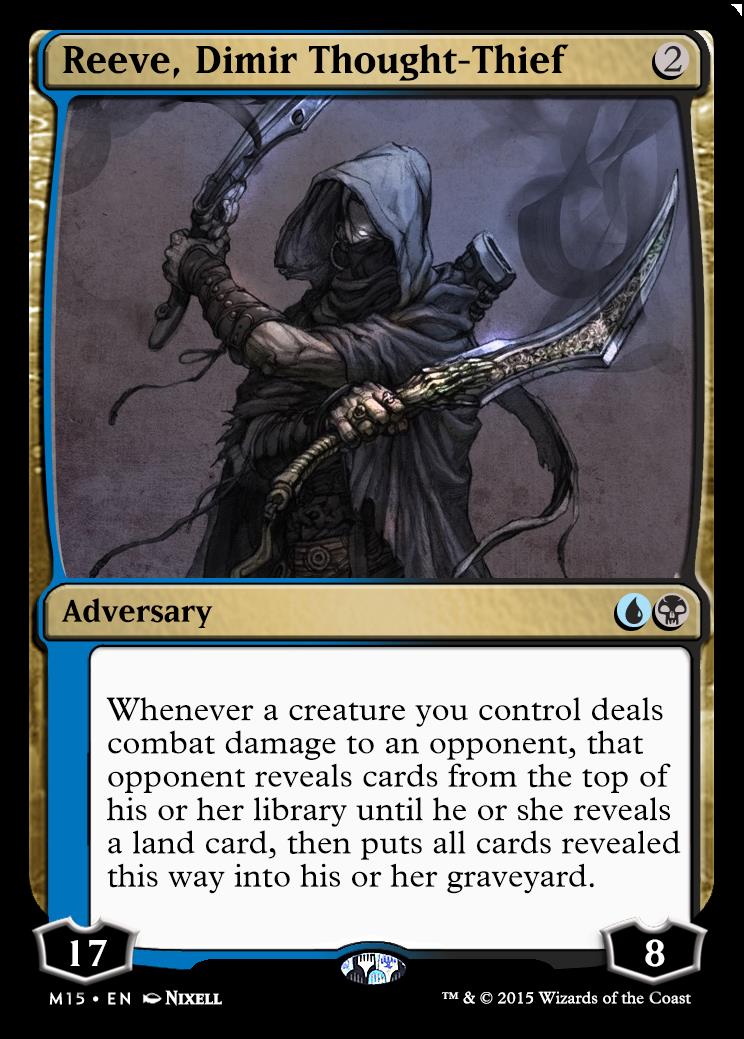 Reeve, Dimir Thought-Thief 2
Adversary
Whenever a creature you control deals
combat damage to an opponent, that
opponent reveals cards from the top of
his or her library until he or she reveals
a land card, then puts all cards revealed
this way into his or her graveyard.
17 8
M15 • EN Nixell ™ & © 2015 Wizards of the Coast